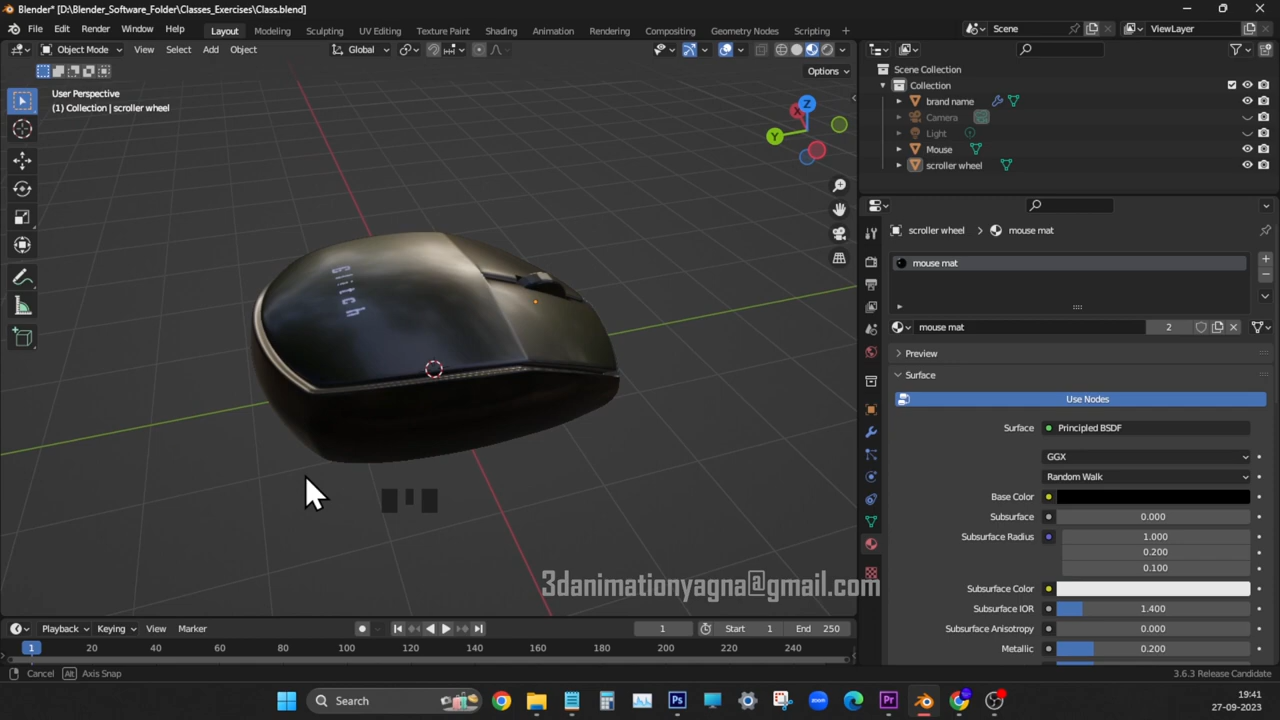 Blender* [D:\Blender_Software_Folder\Classes_Exercises\Class.blend]
File Edit Render Window Help Layout Modeling Sculpting UV Editing Texture Paint Shading Animation Rendering Compositing Geometry Nodes Scripting + Scene ViewLayer
Object Mode View Select Add Object Global
Options
User Perspective
(1) Collection | scroller wheel
Z
X
Y
Glitch
3danimationyagna@gmail.com
Scene Collection
Collection
brand name
Camera
Light
Mouse
scroller wheel
scroller wheel > mouse mat
mouse mat
mouse mat 2
Preview
Surface
Use Nodes
Surface Principled BSDF
GGX
Random Walk
Base Color
Subsurface 0.000
Subsurface Radius 1.000
0.200
0.100
Subsurface Color
Subsurface IOR 1.400
Subsurface Anisotropy 0.000
Metallic 0.200
Playback Keying View Marker 1 Start 1 End 250
1 20 40 60 80 100 120 140 160 180 200 220 240
Cancel Alt Axis Snap 3.6.3 Release Candidate
Search Ps zoom Pr
19:41
27-09-2023